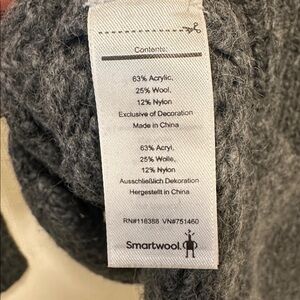 Contents:
63% Acrylic,
25% Wool,
12% Nylon
Exclusive of Decoration
Made in China
63% Acryl,
25% Wolle,
12% Nylon
Ausschließlich Dekoration
Hergestellt in China
RN#118388 VN#751460
Smartwool